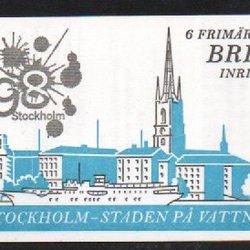 98
Stockholm
6 FRIMÄR
BRE
INRI
STOCKHOLM–STADEN PÅ VATTN